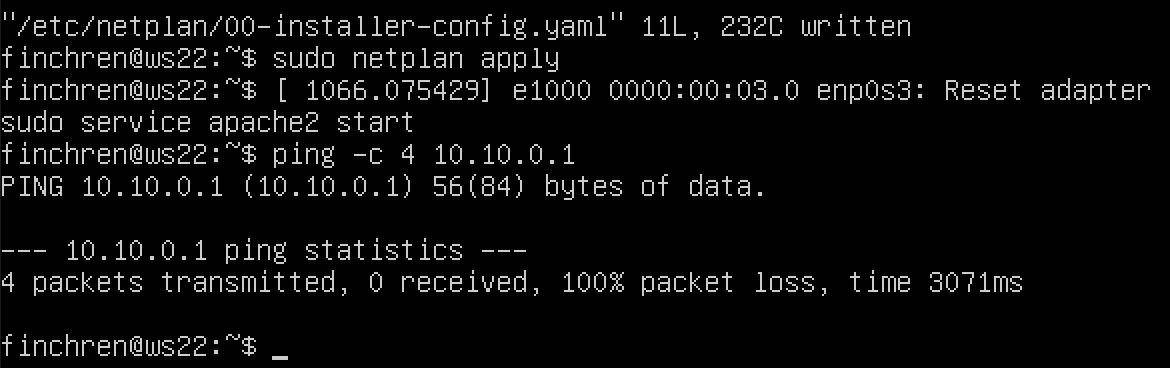 "/etc/netplan/00-installer-config.yaml" 11L, 232C written
finchren@ws22:~$ sudo netplan apply
finchren@ws22:~$ [ 1066.075429] e1000 0000:00:03.0 enp0s3: Reset adapter
sudo service apache2 start
finchren@ws22:~$ ping -c 4 10.10.0.1
PING 10.10.0.1 (10.10.0.1) 56(84) bytes of data.
--- 10.10.0.1 ping statistics ---
4 packets transmitted, 0 received, 100% packet loss, time 3071ms
finchren@ws22:~$ _